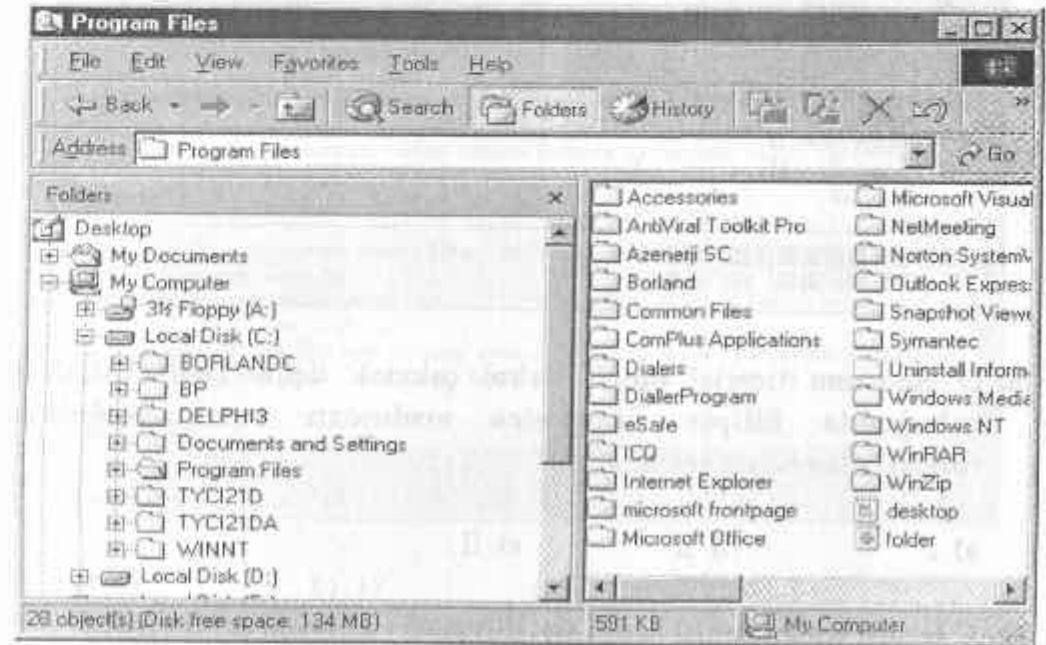 Program Files
File Edit View Favorites Tools Help
Back Search Folders History
Address Program Files Go
Folders
Desktop
My Documents
My Computer
3½ Floppy (A:)
Local Disk (C:)
BORLANDC
BP
DELPHI3
Documents and Settings
Program Files
TYCI21D
TYCI21DA
WINNT
Local Disk (D:)
Accessories
AntiViral Toolkit Pro
Azenerji SC
Borland
Common Files
ComPlus Applications
Dialers
DiallerProgram
eSafe
ICQ
Internet Explorer
microsoft frontpage
Microsoft Office
Microsoft Visual
NetMeeting
Norton System
Outlook Expres
Snapshot Viewe
Symantec
Uninstall Inform
Windows Media
Windows NT
WinRAR
WinZip
desktop
folder
28 object(s) (Disk free space: 134 MB) 591 KB My Computer